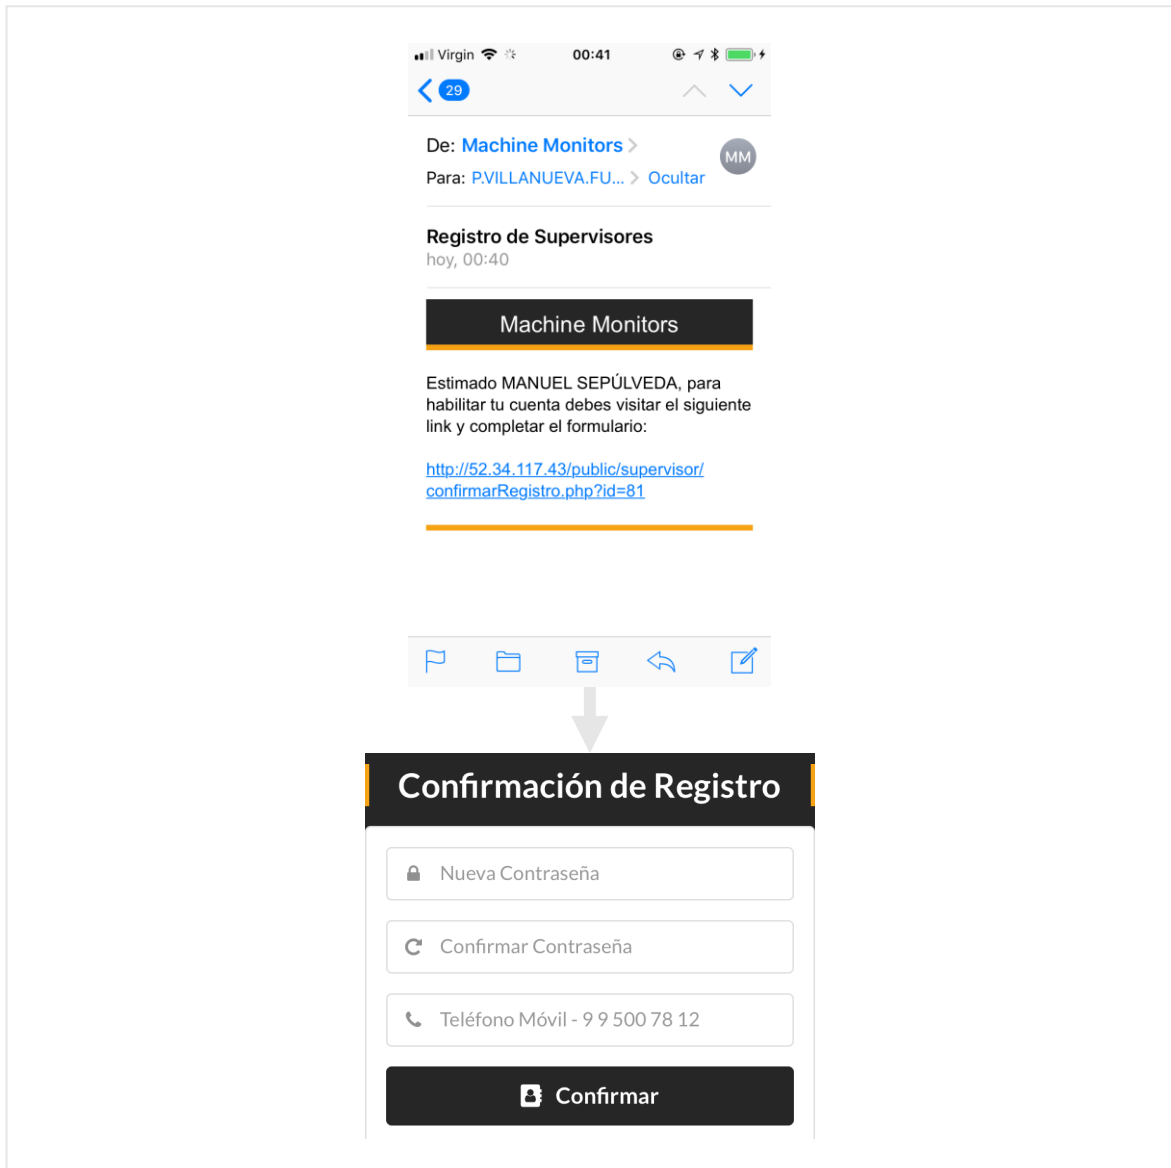 Virgin 00:41
29
De: Machine Monitors
MM
Para: P.VILLANUEVA.FU... Ocultar
Registro de Supervisores
hoy, 00:40
Machine Monitors
Estimado MANUEL SEPÚLVEDA, para
habilitar tu cuenta debes visitar el siguiente
link y completar el formulario:
http://52.34.117.43/public/supervisor/
confirmarRegistro.php?id=81
Confirmación de Registro
Nueva Contraseña
Confirmar Contraseña
Teléfono Móvil - 9 9 500 78 12
Confirmar